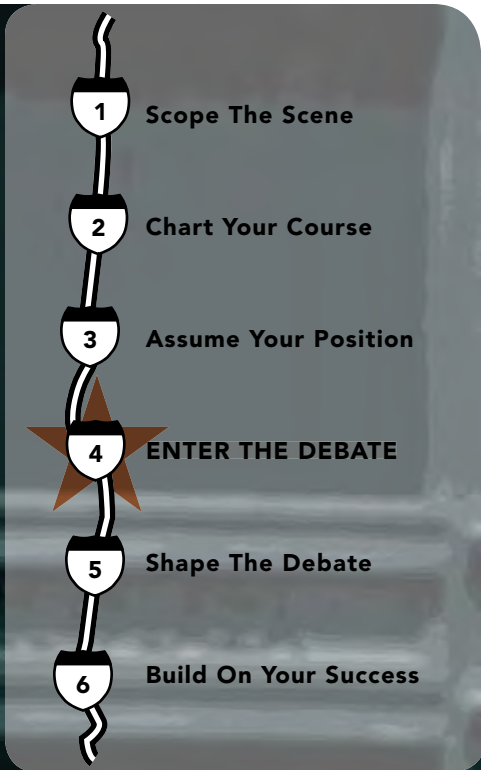 1 Scope The Scene
2 Chart Your Course
3 Assume Your Position
4 ENTER THE DEBATE
5 Shape The Debate
6 Build On Your Success